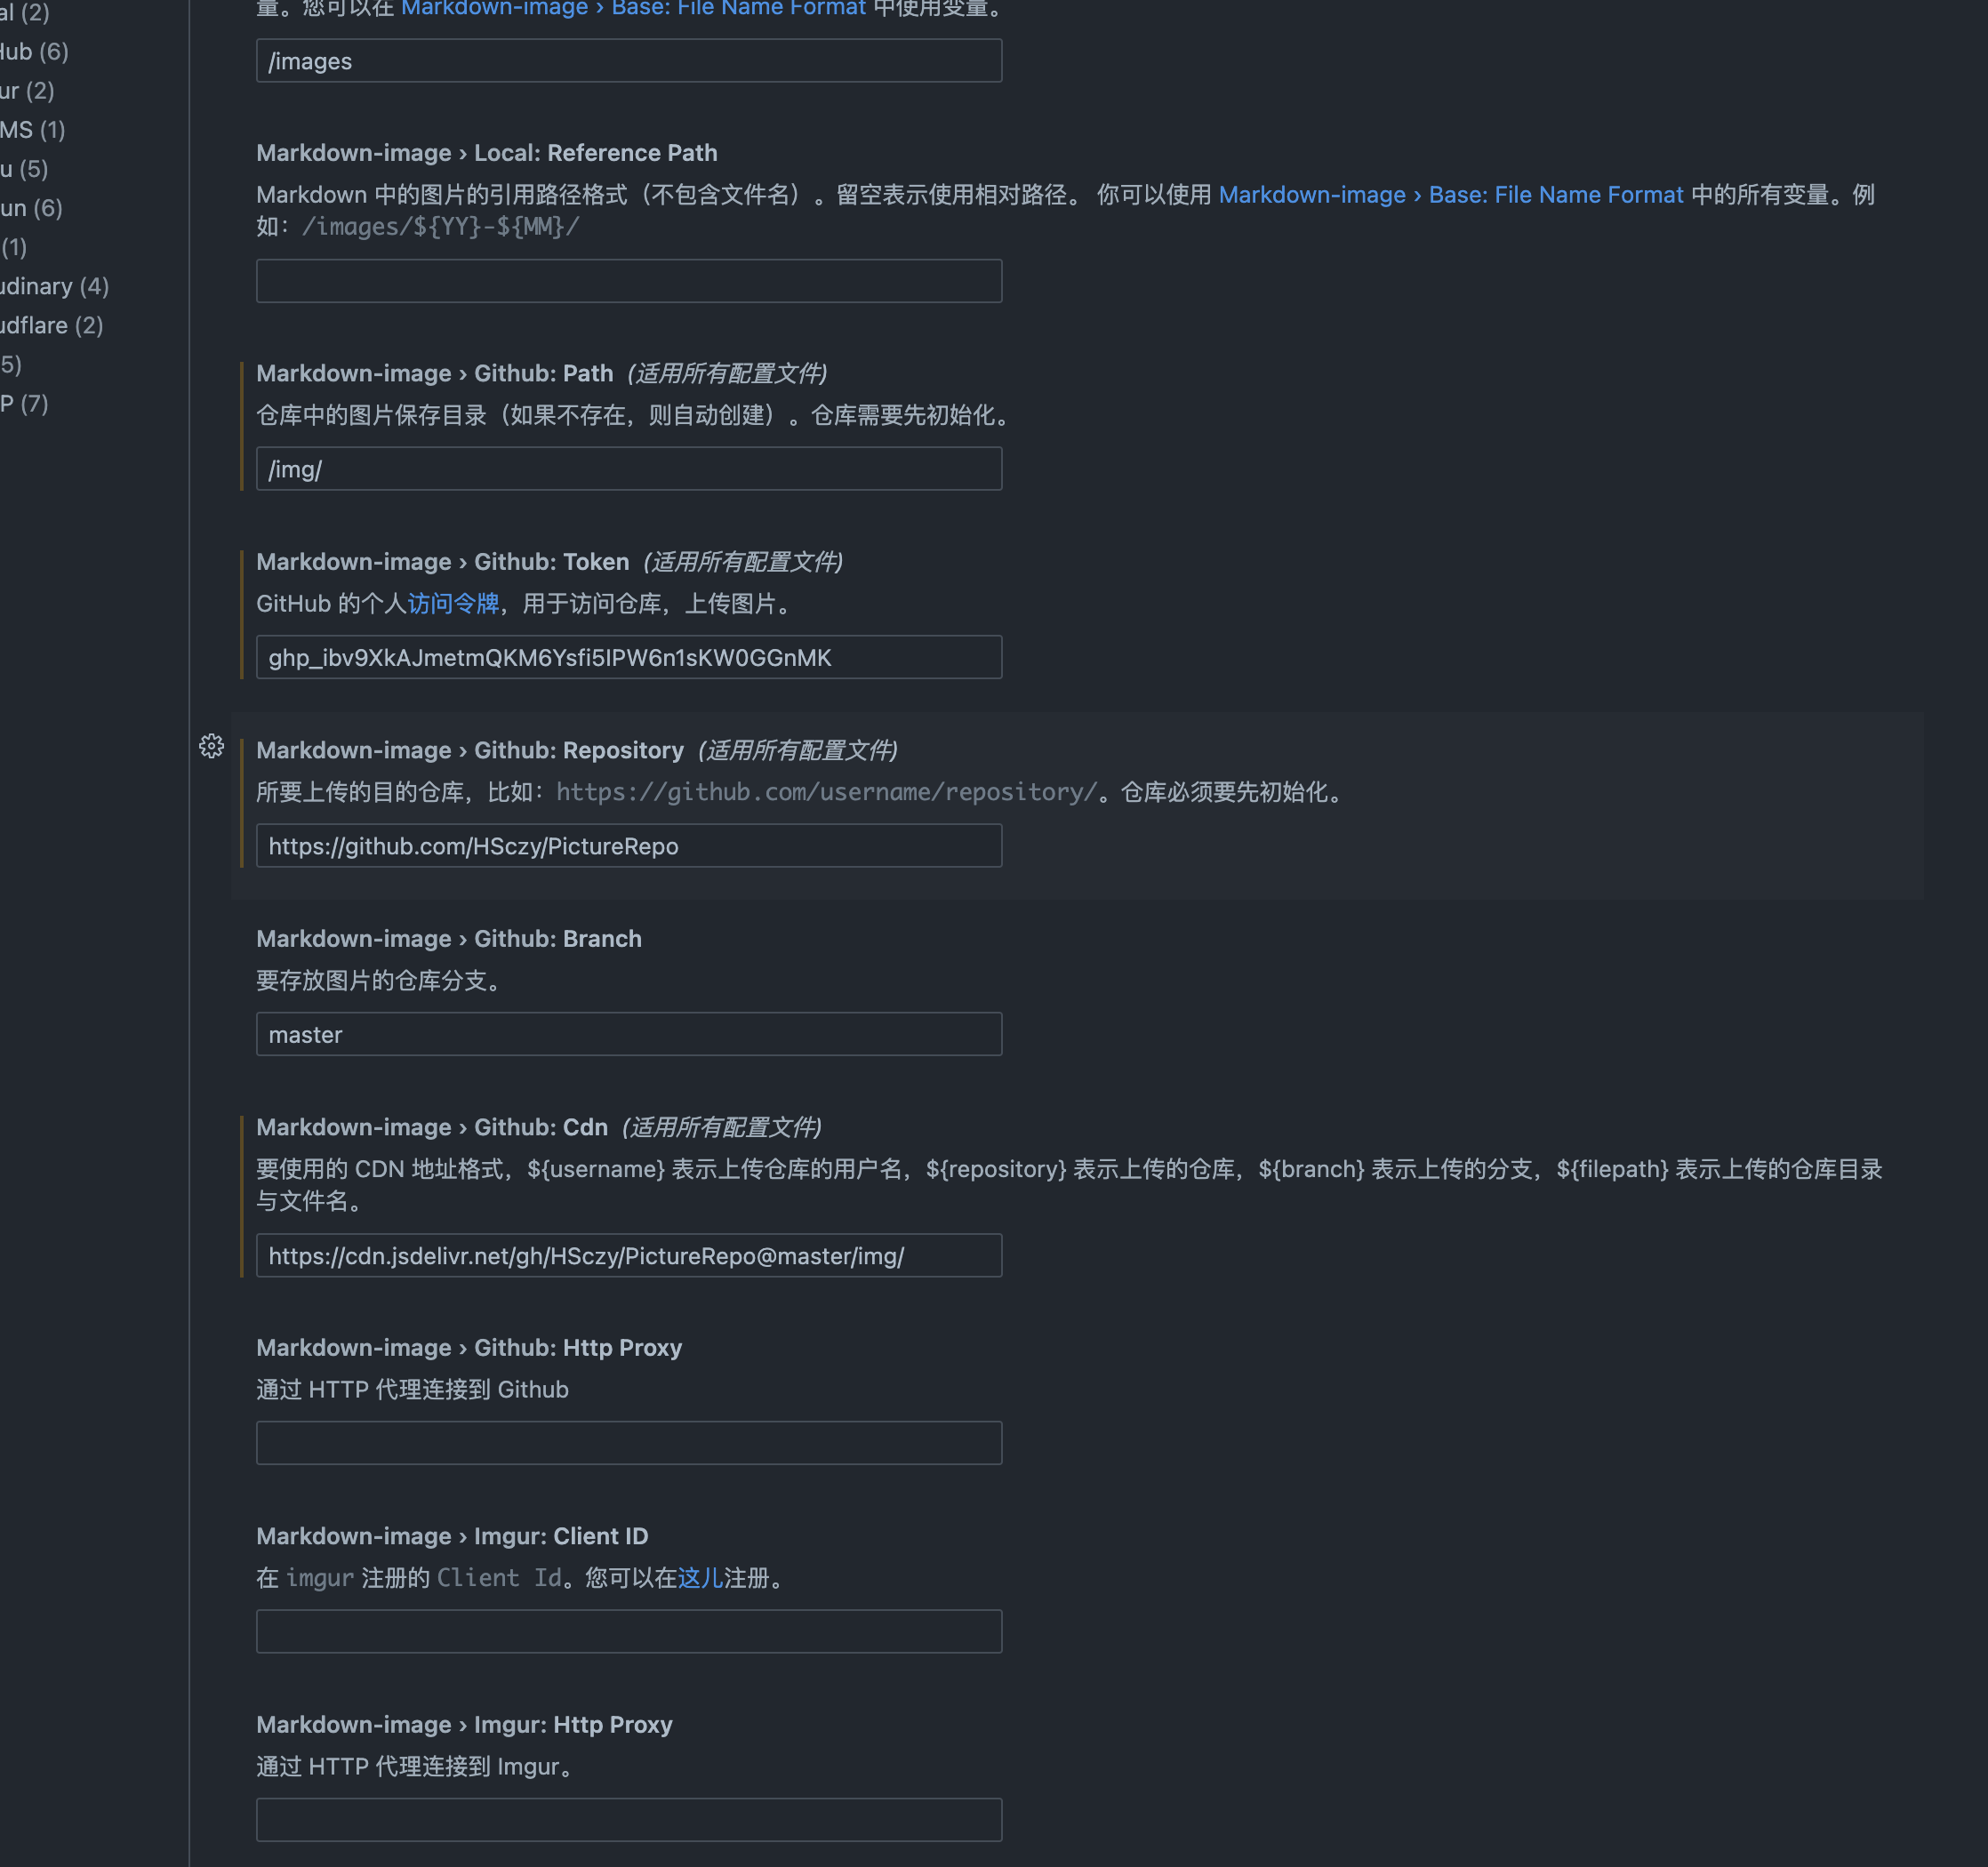 al (2)
Hub (6)
ur (2)
MS (1)
u (5)
un (6)
(1)
udinary (4)
udflare (2)
5)
P (7)
量。您可以在 Markdown-image › Base: File Name Format 中使用变量。
/images
Markdown-image › Local: Reference Path
Markdown 中的图片的引用路径格式（不包含文件名）。留空表示使用相对路径。 你可以使用 Markdown-image › Base: File Name Format 中的所有变量。例
如：/images/${YY}-${MM}/
Markdown-image › Github: Path (适用所有配置文件)
仓库中的图片保存目录（如果不存在，则自动创建）。仓库需要先初始化。
/img/
Markdown-image › Github: Token (适用所有配置文件)
GitHub 的个人访问令牌，用于访问仓库，上传图片。
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
Markdown-image › Github: Repository (适用所有配置文件)
所要上传的目的仓库，比如：https://github.com/username/repository/。仓库必须要先初始化。
https://github.com/HSczy/PictureRepo
Markdown-image › Github: Branch
要存放图片的仓库分支。
master
Markdown-image › Github: Cdn (适用所有配置文件)
要使用的 CDN 地址格式，${username} 表示上传仓库的用户名，${repository} 表示上传的仓库，${branch} 表示上传的分支，${filepath} 表示上传的仓库目录
与文件名。
https://cdn.jsdelivr.net/gh/HSczy/PictureRepo@master/img/
Markdown-image › Github: Http Proxy
通过 HTTP 代理连接到 Github
Markdown-image › Imgur: Client ID
在 imgur 注册的 Client Id。您可以在这儿注册。
Markdown-image › Imgur: Http Proxy
通过 HTTP 代理连接到 Imgur。